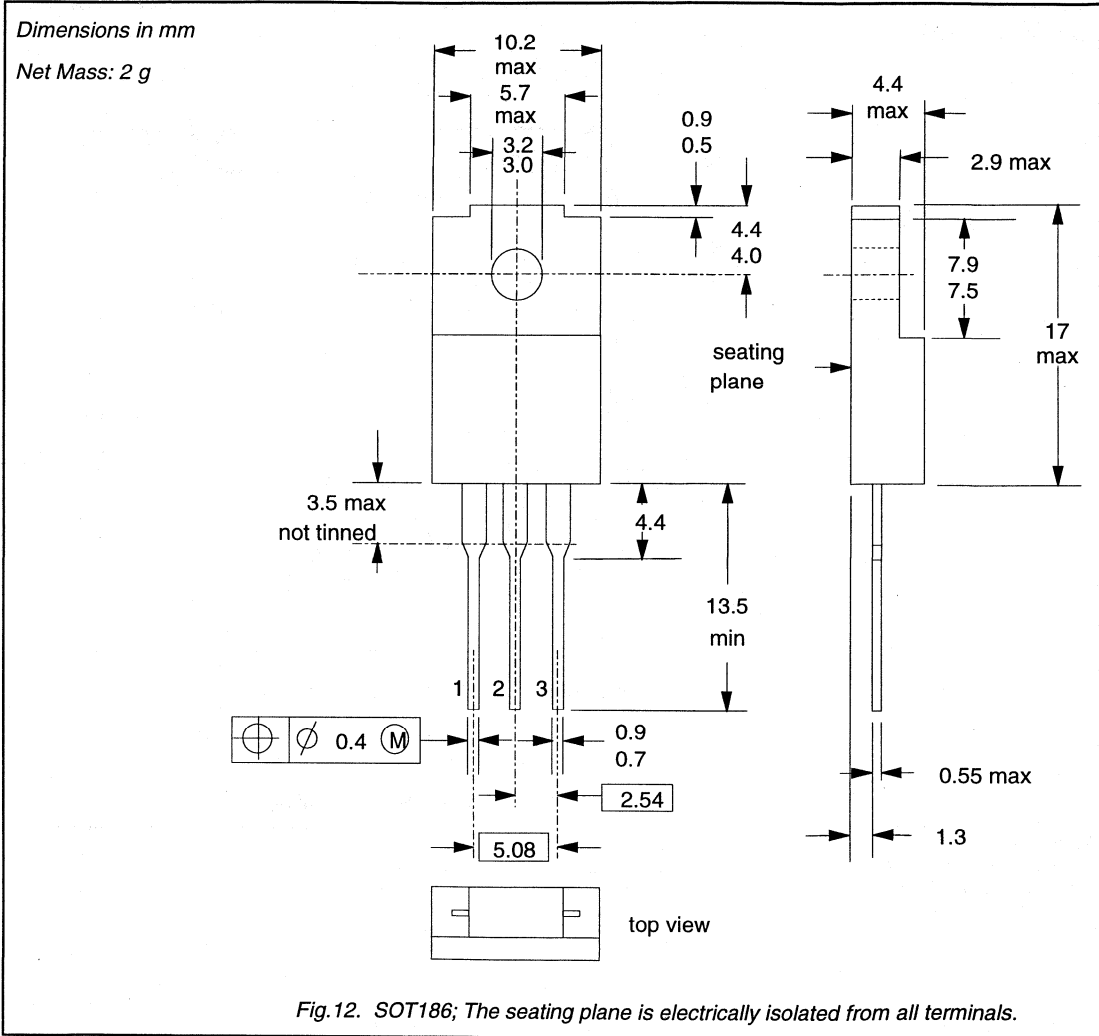 Dimensions in mm
Net Mass: 2 g
10.2
max
5.7
max
3.2
3.0
0.9
0.5
4.4
4.0
4.4
max
2.9 max
7.9
7.5
17
max
seating
plane
3.5 max
not tinned
4.4
13.5
min
1 2 3
0.4 M
0.9
0.7
2.54
5.08
0.55 max
1.3
top view
Fig.12. SOT186; The seating plane is electrically isolated from all terminals.